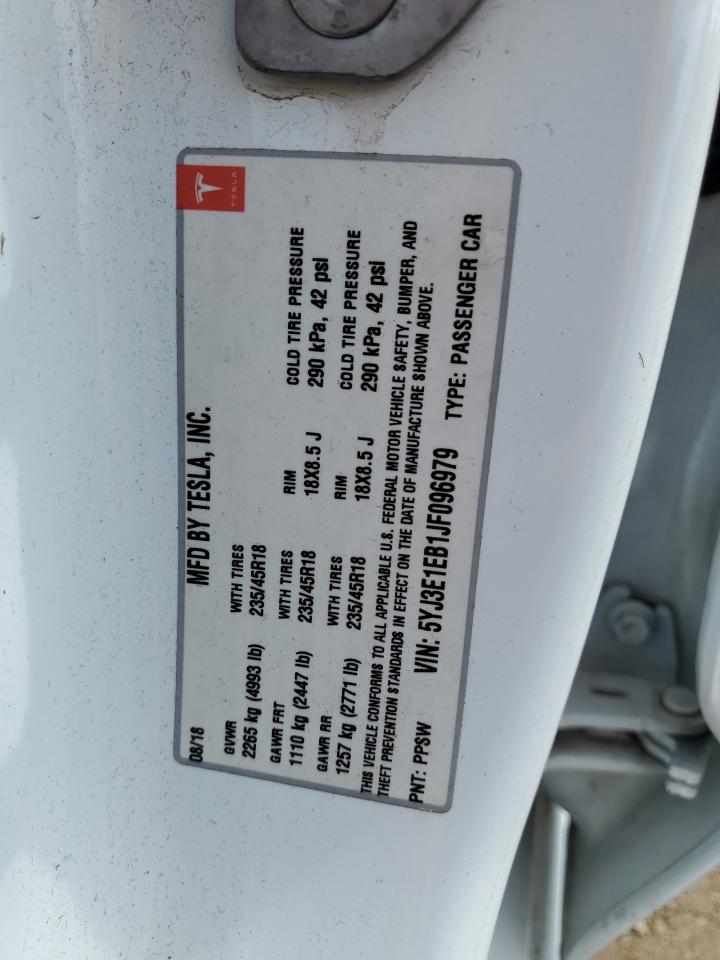 TESLA
08/18 MFD BY TESLA, INC.
GVWR WITH TIRES
2265 kg (4993 lb) 235/45R18
GAWR FRT WITH TIRES RIM COLD TIRE PRESSURE
1110 kg (2447 lb) 235/45R18 18X8.5 J 290 kPa, 42 psi
GAWR RR WITH TIRES RIM COLD TIRE PRESSURE
1257 kg (2771 lb) 235/45R18 18X8.5 J 290 kPa, 42 psi
THIS VEHICLE CONFORMS TO ALL APPLICABLE U.S. FEDERAL MOTOR VEHICLE SAFETY, BUMPER, AND
THEFT PREVENTION STANDARDS IN EFFECT ON THE DATE OF MANUFACTURE SHOWN ABOVE.
PNT: PPSW VIN: 5YJ3E1EB1JF096979 TYPE: PASSENGER CAR